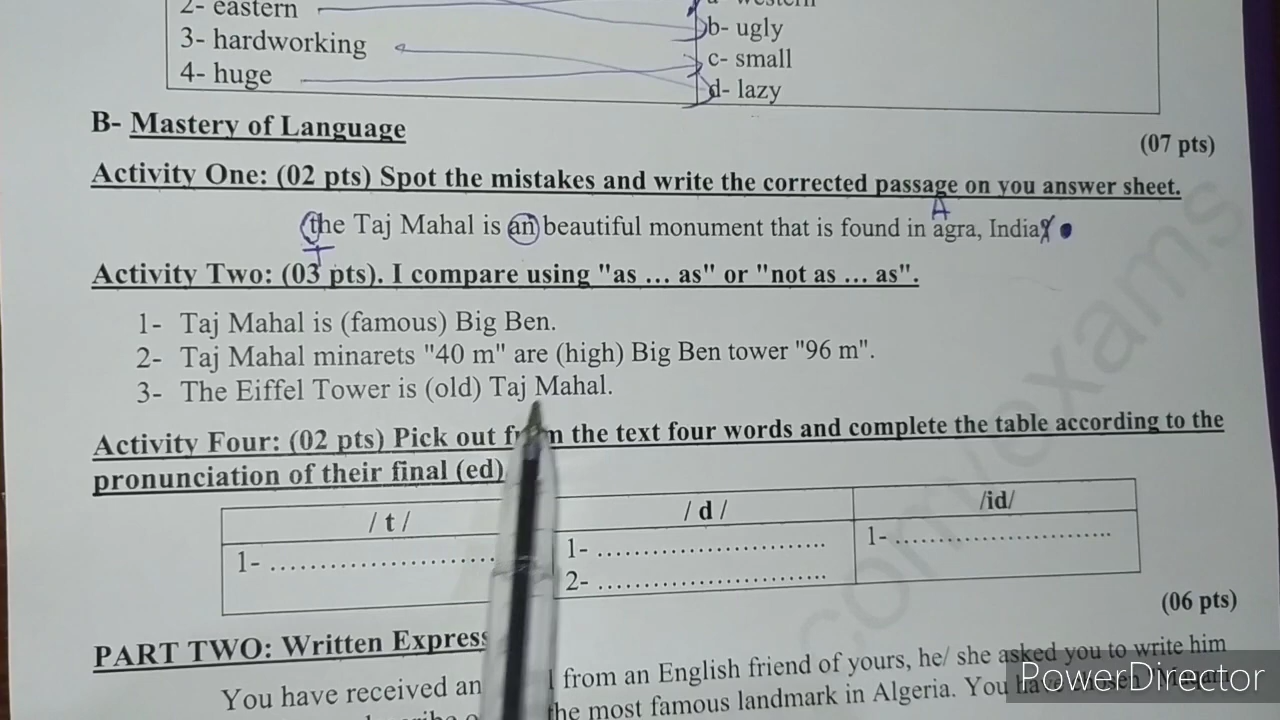 2- eastern
western
3- hardworking
b- ugly
4- huge
c- small
d- lazy
B- Mastery of Language
(07 pts)
Activity One: (02 pts) Spot the mistakes and write the corrected passage on you answer sheet.
A
the Taj Mahal is an beautiful monument that is found in agra, India
T
Activity Two: (03 pts). I compare using "as ... as" or "not as ... as".
1- Taj Mahal is (famous) Big Ben.
2- Taj Mahal minarets "40 m" are (high) Big Ben tower "96 m".
3- The Eiffel Tower is (old) Taj Mahal.
Activity Four: (02 pts) Pick out from the text four words and complete the table according to the
pronunciation of their final (ed)
/ t / / d / /id/
1- ............................ 1- ............................ 1- ............................
2- ............................
(06 pts)
PART TWO: Written Express
You have received an l from an English friend of yours, he/ she asked you to write him
the most famous landmark in Algeria. You
com/exams
PowerDirector